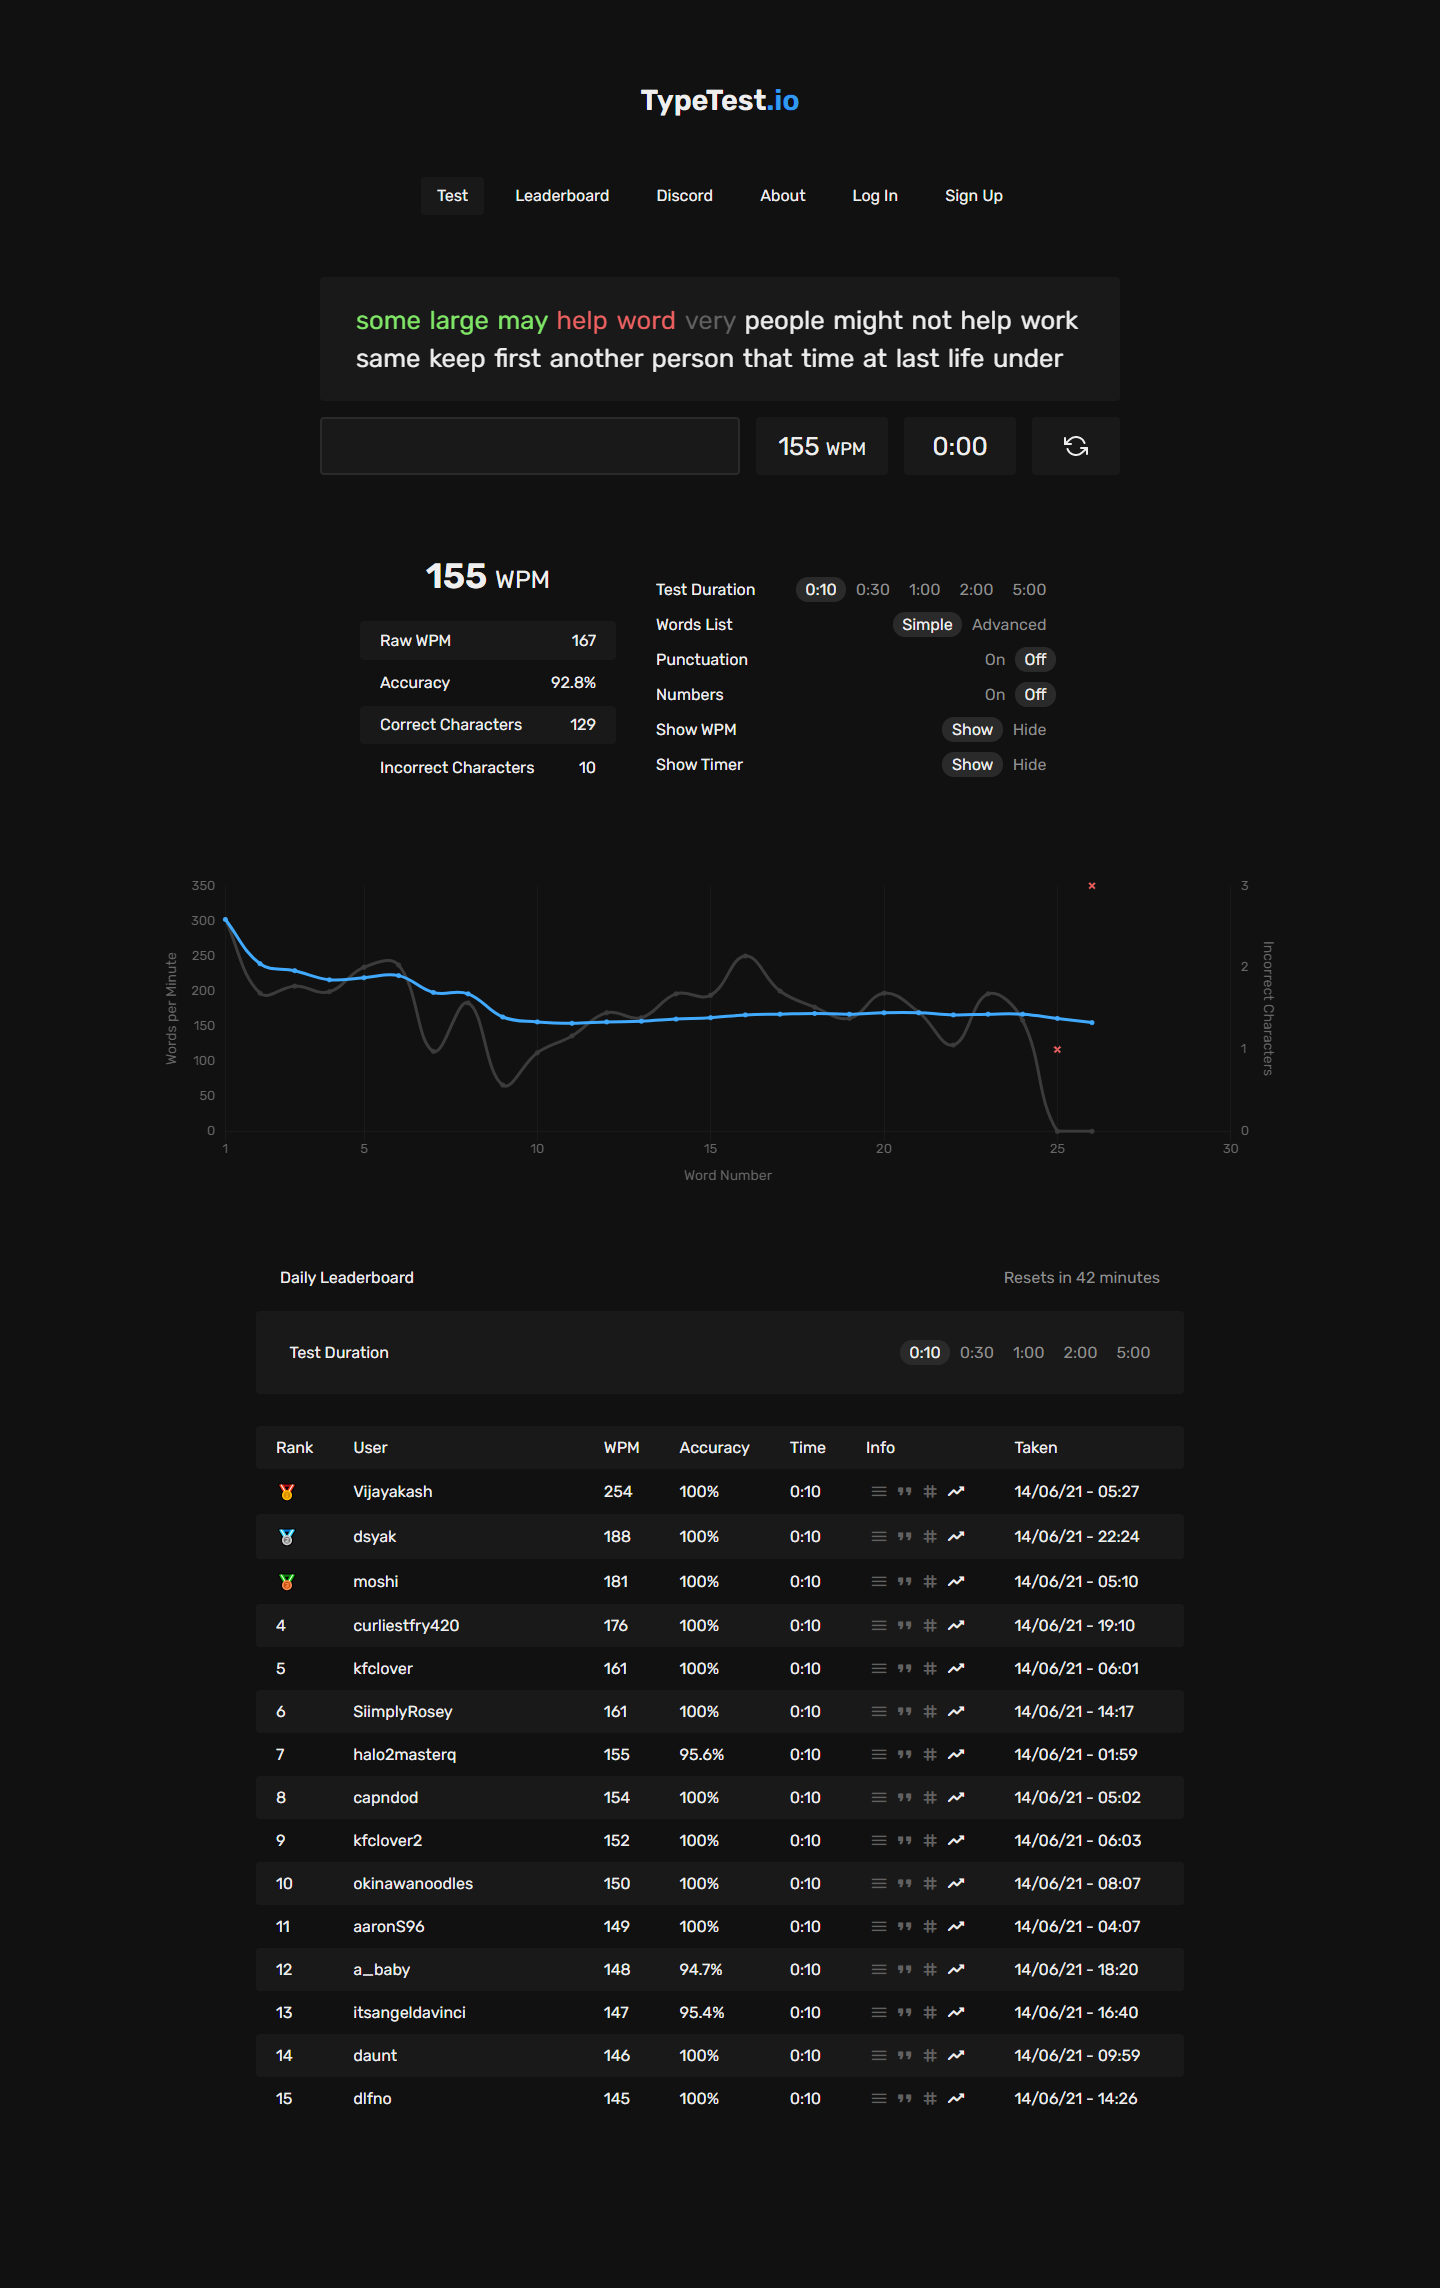 TypeTest.io
Test Leaderboard Discord About Log In Sign Up
some large may help word very people might not help work
same keep first another person that time at last life under
155 WPM 0:00
155 WPM
Raw WPM 167
Accuracy 92.8%
Correct Characters 129
Incorrect Characters 10
Test Duration 0:10 0:30 1:00 2:00 5:00
Words List Simple Advanced
Punctuation On Off
Numbers On Off
Show WPM Show Hide
Show Timer Show Hide
Words per Minute
350
300
250
200
150
100
50
0
1 5 10 15 20 25 30
Word Number
3
2
1
0
Incorrect Characters
Daily Leaderboard Resets in 42 minutes
Test Duration 0:10 0:30 1:00 2:00 5:00
Rank User WPM Accuracy Time Info Taken
Vijayakash 254 100% 0:10 14/06/21 - 05:27
dsyak 188 100% 0:10 14/06/21 - 22:24
moshi 181 100% 0:10 14/06/21 - 05:10
4 curliestfry420 176 100% 0:10 14/06/21 - 19:10
5 kfclover 161 100% 0:10 14/06/21 - 06:01
6 SiimplyRosey 161 100% 0:10 14/06/21 - 14:17
7 halo2masterq 155 95.6% 0:10 14/06/21 - 01:59
8 capndod 154 100% 0:10 14/06/21 - 05:02
9 kfclover2 152 100% 0:10 14/06/21 - 06:03
10 okinawanoodles 150 100% 0:10 14/06/21 - 08:07
11 aaronS96 149 100% 0:10 14/06/21 - 04:07
12 a_baby 148 94.7% 0:10 14/06/21 - 18:20
13 itsangeldavinci 147 95.4% 0:10 14/06/21 - 16:40
14 daunt 146 100% 0:10 14/06/21 - 09:59
15 dlfno 145 100% 0:10 14/06/21 - 14:26